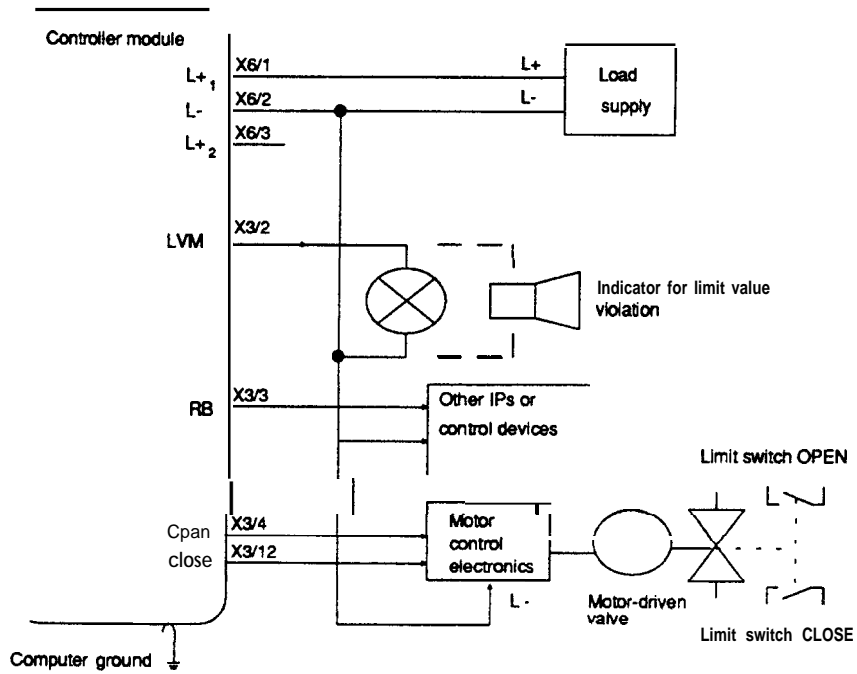 Controller module
L+1 X6/1 L+ Load
L- X6/2 L- supply
L+2 X6/3
LVM X3/2
Indicator for limit value
violation
RB X3/3 Other IPs or
control devices
Limit switch OPEN
Cpan X3/4 Motor
close X3/12 control
electronics
L -
Motor-driven
valve
Limit switch CLOSE
Computer ground